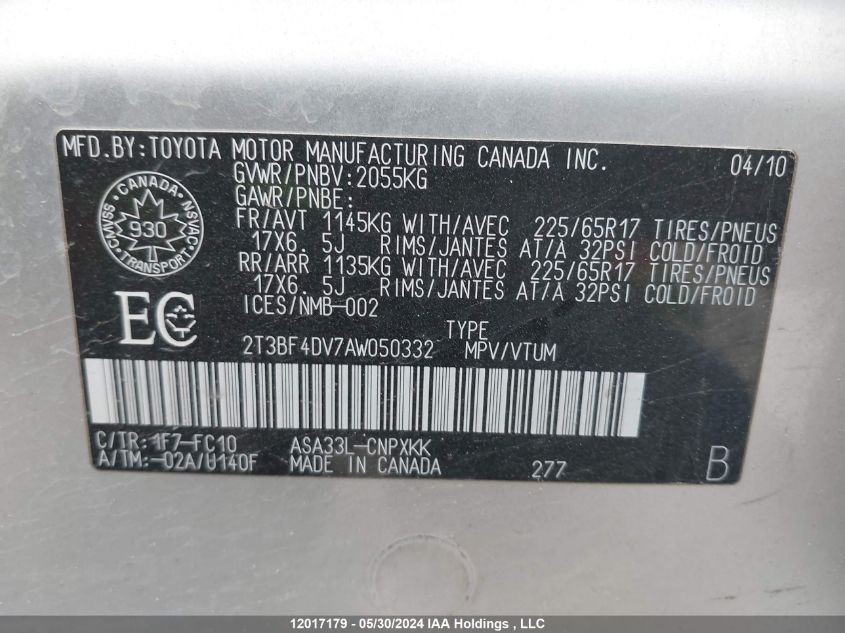 MFD.BY:TOYOTA MOTOR MANUFACTURING CANADA INC. 04/10
GVWR/PNBV:2055KG
GAWR/PNBE:
FR/AVT 1145KG WITH/AVEC 225/65R17 TIRES/PNEUS
17X6.5J RIMS/JANTES AT/A 32PSI COLD/FROID
RR/ARR 1135KG WITH/AVEC 225/65R17 TIRES/PNEUS
17X6.5J RIMS/JANTES AT/A 32PSI COLD/FROID
ICES/NMB-002
CANADA
CMVSS 930 NSVAC
TRANSPORT
EC
TYPE
2T3BF4DV7AW050332 MPV/VTUM
C/TR:1F7-FC10 ASA33L-CNPXKK
A/TM:-02A/U140F MADE IN CANADA 277 B
12017179 - 05/30/2024 IAA Holdings , LLC